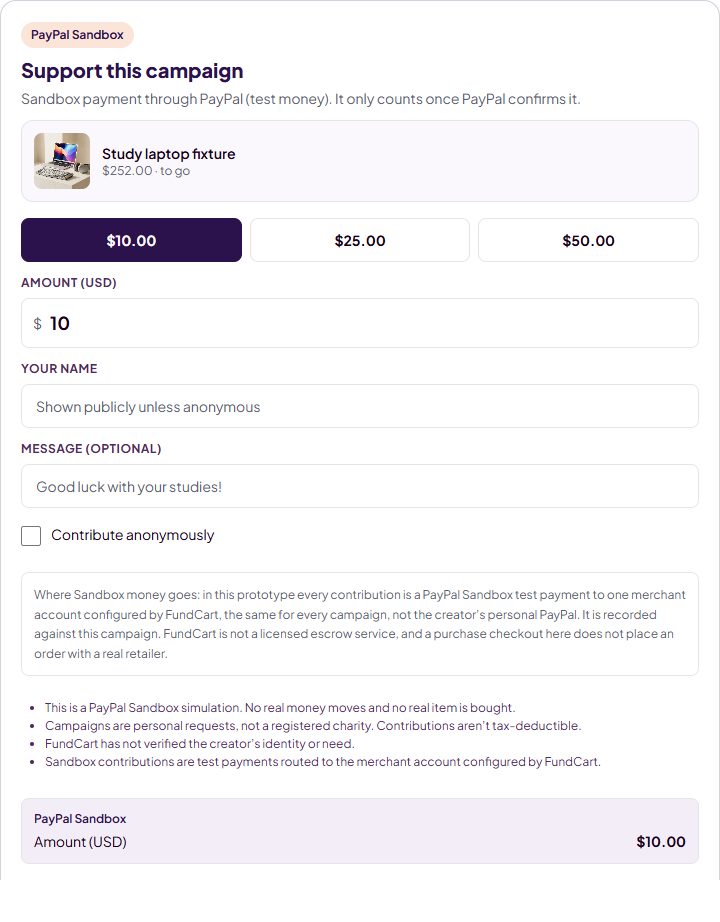 PayPal Sandbox
Support this campaign
Sandbox payment through PayPal (test money). It only counts once PayPal confirms it.
Study laptop fixture
$252.00 · to go
$10.00
$25.00
$50.00
AMOUNT (USD)
$ 10
YOUR NAME
Shown publicly unless anonymous
MESSAGE (OPTIONAL)
Good luck with your studies!
Contribute anonymously
Where Sandbox money goes: in this prototype every contribution is a PayPal Sandbox test payment to one merchant
account configured by FundCart, the same for every campaign, not the creator's personal PayPal. It is recorded
against this campaign. FundCart is not a licensed escrow service, and a purchase checkout here does not place an
order with a real retailer.
• This is a PayPal Sandbox simulation. No real money moves and no real item is bought.
• Campaigns are personal requests, not a registered charity. Contributions aren't tax-deductible.
• FundCart has not verified the creator's identity or need.
• Sandbox contributions are test payments routed to the merchant account configured by FundCart.
PayPal Sandbox
Amount (USD) $10.00